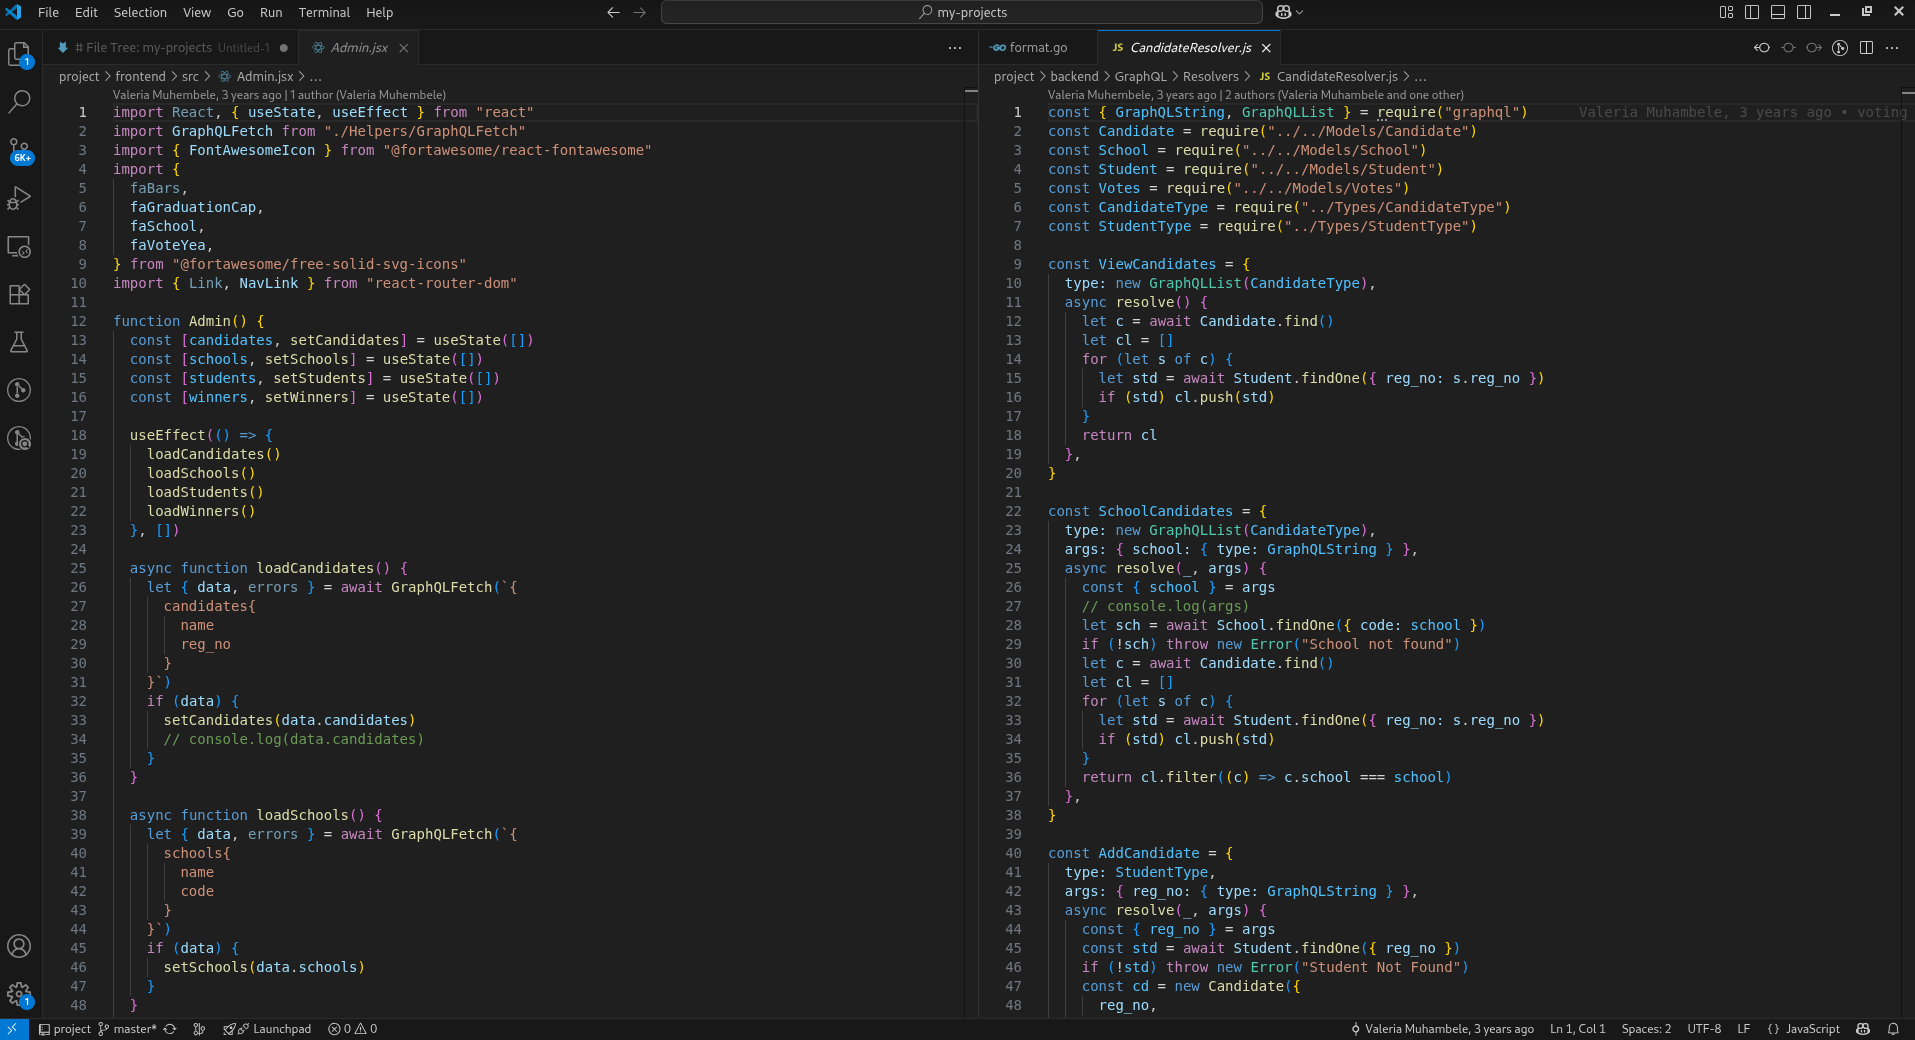 File Edit Selection View Go Run Terminal Help
my-projects
# File Tree: my-projects Untitled-1
Admin.jsx
project > frontend > src > Admin.jsx > ...
Valeria Muhembele, 3 years ago | 1 author (Valeria Muhembele)
1 import React, { useState, useEffect } from "react"
2 import GraphQLFetch from "./Helpers/GraphQLFetch"
3 import { FontAwesomeIcon } from "@fortawesome/react-fontawesome"
4 import {
5 faBars,
6 faGraduationCap,
7 faSchool,
8 faVoteYea,
9 } from "@fortawesome/free-solid-svg-icons"
10 import { Link, NavLink } from "react-router-dom"
11
12 function Admin() {
13 const [candidates, setCandidates] = useState([])
14 const [schools, setSchools] = useState([])
15 const [students, setStudents] = useState([])
16 const [winners, setWinners] = useState([])
17
18 useEffect(() => {
19 loadCandidates()
20 loadSchools()
21 loadStudents()
22 loadWinners()
23 }, [])
24
25 async function loadCandidates() {
26 let { data, errors } = await GraphQLFetch(`{
27 candidates{
28 name
29 reg_no
30 }
31 }`)
32 if (data) {
33 setCandidates(data.candidates)
34 // console.log(data.candidates)
35 }
36 }
37
38 async function loadSchools() {
39 let { data, errors } = await GraphQLFetch(`{
40 schools{
41 name
42 code
43 }
44 }`)
45 if (data) {
46 setSchools(data.schools)
47 }
48 }
format.go
JS CandidateResolver.js
project > backend > GraphQL > Resolvers > JS CandidateResolver.js > ...
Valeria Muhembele, 3 years ago | 2 authors (Valeria Muhambele and one other)
1 const { GraphQLString, GraphQLList } = require("graphql") Valeria Muhambele, 3 years ago • voting
2 const Candidate = require("../../Models/Candidate")
3 const School = require("../../Models/School")
4 const Student = require("../../Models/Student")
5 const Votes = require("../../Models/Votes")
6 const CandidateType = require("../Types/CandidateType")
7 const StudentType = require("../Types/StudentType")
8
9 const ViewCandidates = {
10 type: new GraphQLList(CandidateType),
11 async resolve() {
12 let c = await Candidate.find()
13 let cl = []
14 for (let s of c) {
15 let std = await Student.findOne({ reg_no: s.reg_no })
16 if (std) cl.push(std)
17 }
18 return cl
19 },
20 }
21
22 const SchoolCandidates = {
23 type: new GraphQLList(CandidateType),
24 args: { school: { type: GraphQLString } },
25 async resolve(_, args) {
26 const { school } = args
27 // console.log(args)
28 let sch = await School.findOne({ code: school })
29 if (!sch) throw new Error("School not found")
30 let c = await Candidate.find()
31 let cl = []
32 for (let s of c) {
33 let std = await Student.findOne({ reg_no: s.reg_no })
34 if (std) cl.push(std)
35 }
36 return cl.filter((c) => c.school === school)
37 },
38 }
39
40 const AddCandidate = {
41 type: StudentType,
42 args: { reg_no: { type: GraphQLString } },
43 async resolve(_, args) {
44 const { reg_no } = args
45 const std = await Student.findOne({ reg_no })
46 if (!std) throw new Error("Student Not Found")
47 const cd = new Candidate({
48 reg_no,
1
6K+
1
project master* Launchpad 0 0
Valeria Muhambele, 3 years ago Ln 1, Col 1 Spaces: 2 UTF-8 LF {} JavaScript